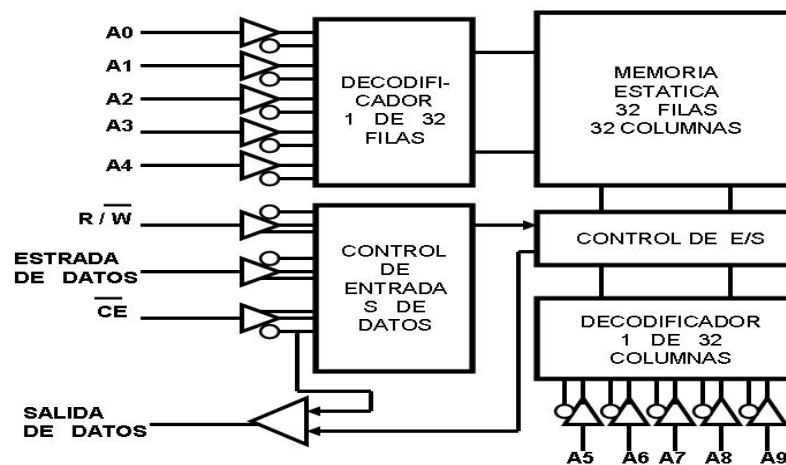 A0
A1
A2
A3
A4
DECODIFI-
CADOR
1 DE 32
FILAS
MEMORIA
ESTATICA
32 FILAS
32 COLUMNAS
R / W
ESTRADA
DE DATOS
CE
CONTROL
DE
ENTRADA
S DE
DATOS
CONTROL DE E/S
DECODIFICADOR
1 DE 32
COLUMNAS
SALIDA
DE DATOS
A5 A6 A7 A8 A9